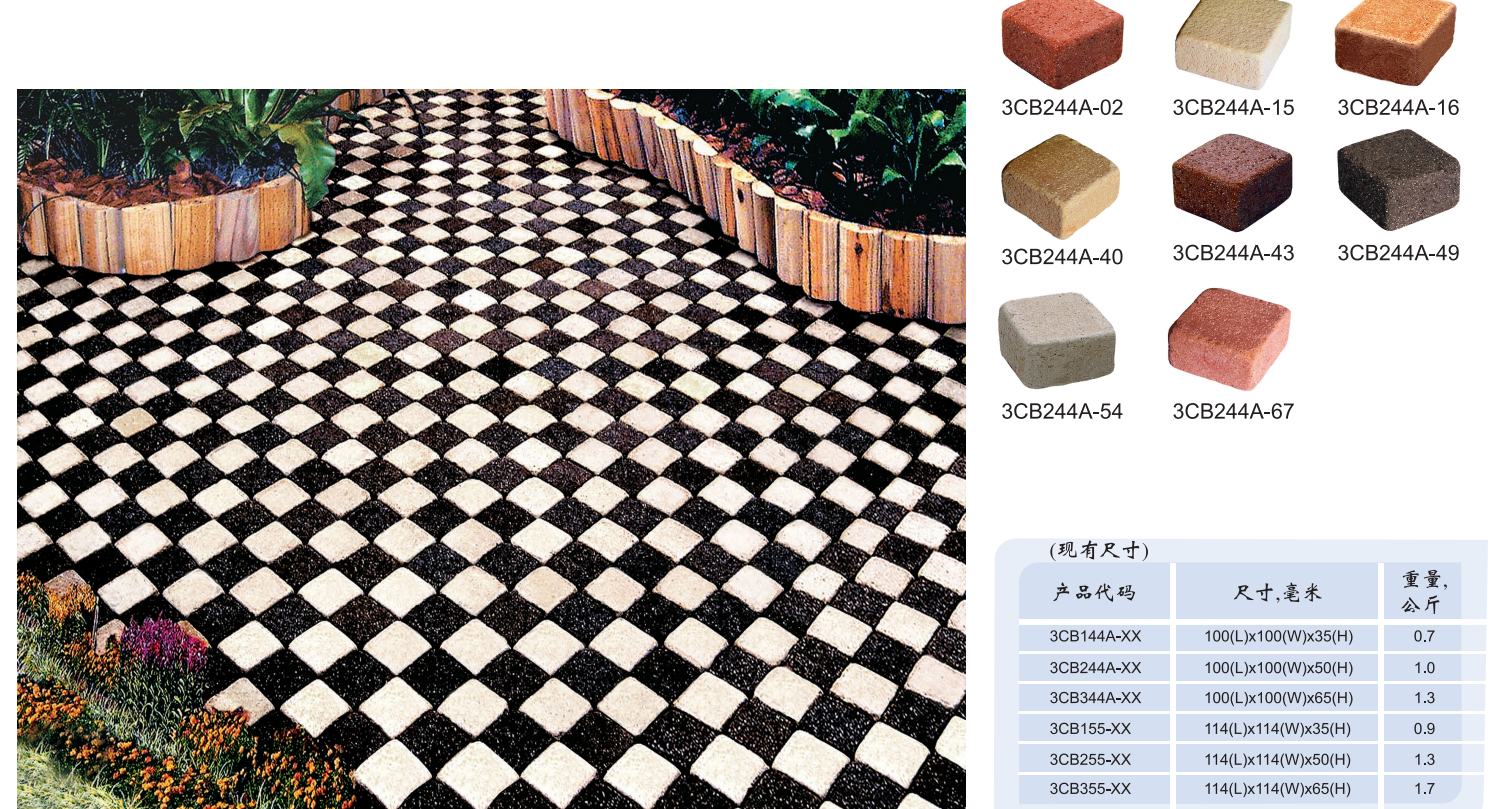 3CB244A-02 3CB244A-15 3CB244A-16
3CB244A-40 3CB244A-43 3CB244A-49
3CB244A-54 3CB244A-67
(现有尺寸)
产品代码 尺寸,毫米 重量,
公斤
3CB144A-XX 100(L)x100(W)x35(H) 0.7
3CB244A-XX 100(L)x100(W)x50(H) 1.0
3CB344A-XX 100(L)x100(W)x65(H) 1.3
3CB155-XX 114(L)x114(W)x35(H) 0.9
3CB255-XX 114(L)x114(W)x50(H) 1.3
3CB355-XX 114(L)x114(W)x65(H) 1.7